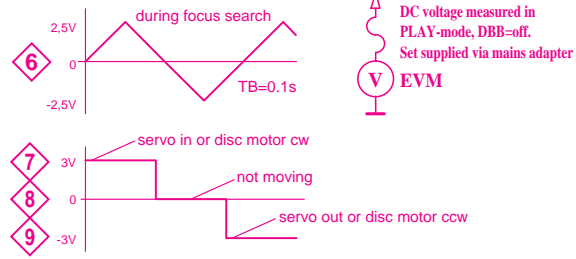 during focus search
2,5V
0
-2,5V
6
TB=0.1s
DC voltage measured in
PLAY-mode, DBB=off.
Set supplied via mains adapter
V EVM
servo in or disc motor cw
7
3V
not moving
8
0
servo out or disc motor ccw
9
-3V